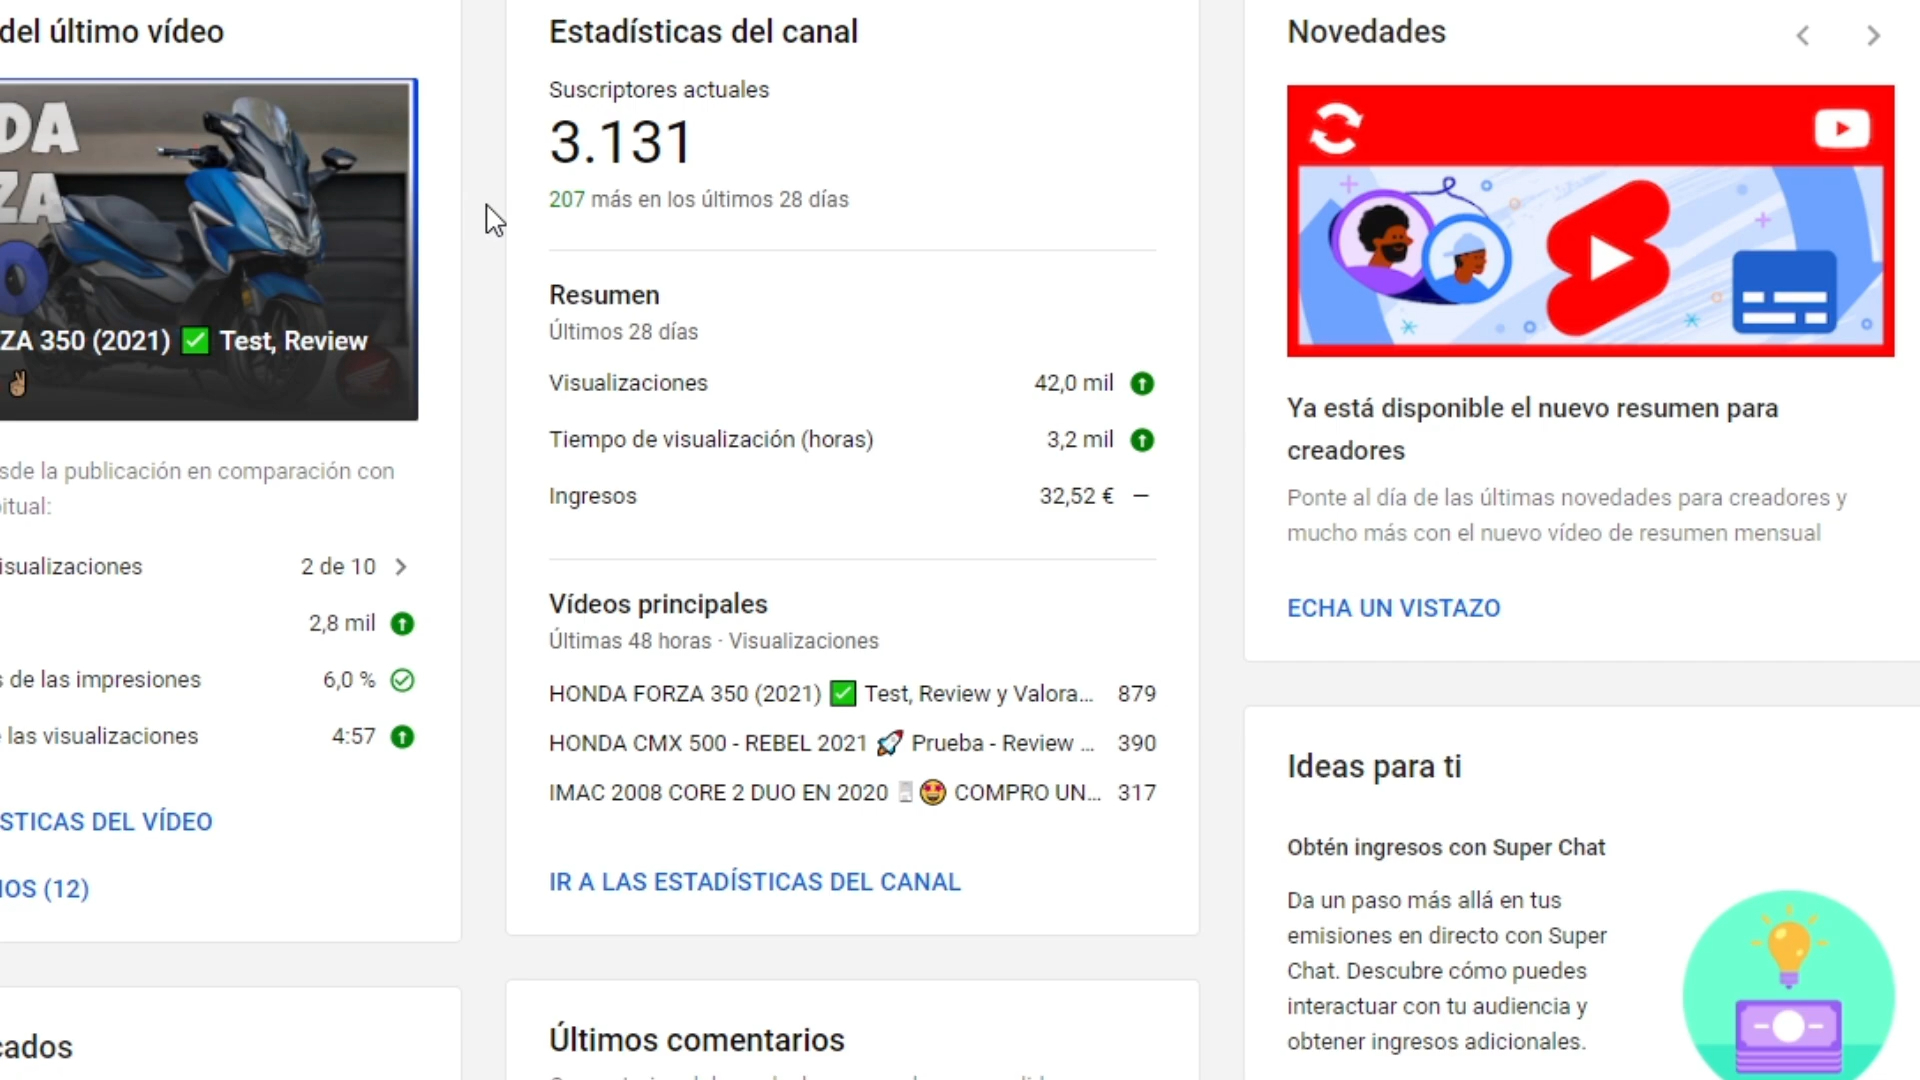 del último vídeo
DA
ZA
ZA 350 (2021) ✅ Test, Review
✌🏽
sde la publicación en comparación con
itual:
isualizaciones 2 de 10
2,8 mil
s de las impresiones 6,0 %
e las visualizaciones 4:57
STICAS DEL VÍDEO
IOS (12)
cados
Estadísticas del canal
Suscriptores actuales
3.131
207 más en los últimos 28 días
Resumen
Últimos 28 días
Visualizaciones 42,0 mil
Tiempo de visualización (horas) 3,2 mil
Ingresos 32,52 € —
Vídeos principales
Últimas 48 horas · Visualizaciones
HONDA FORZA 350 (2021) ✅ Test, Review y Valora... 879
HONDA CMX 500 - REBEL 2021 🚀 Prueba - Review ... 390
IMAC 2008 CORE 2 DUO EN 2020 🖥 🤩 COMPRO UN... 317
IR A LAS ESTADÍSTICAS DEL CANAL
Últimos comentarios
Novedades
Ya está disponible el nuevo resumen para
creadores
Ponte al día de las últimas novedades para creadores y
mucho más con el nuevo vídeo de resumen mensual
ECHA UN VISTAZO
Ideas para ti
Obtén ingresos con Super Chat
Da un paso más allá en tus
emisiones en directo con Super
Chat. Descubre cómo puedes
interactuar con tu audiencia y
obtener ingresos adicionales.